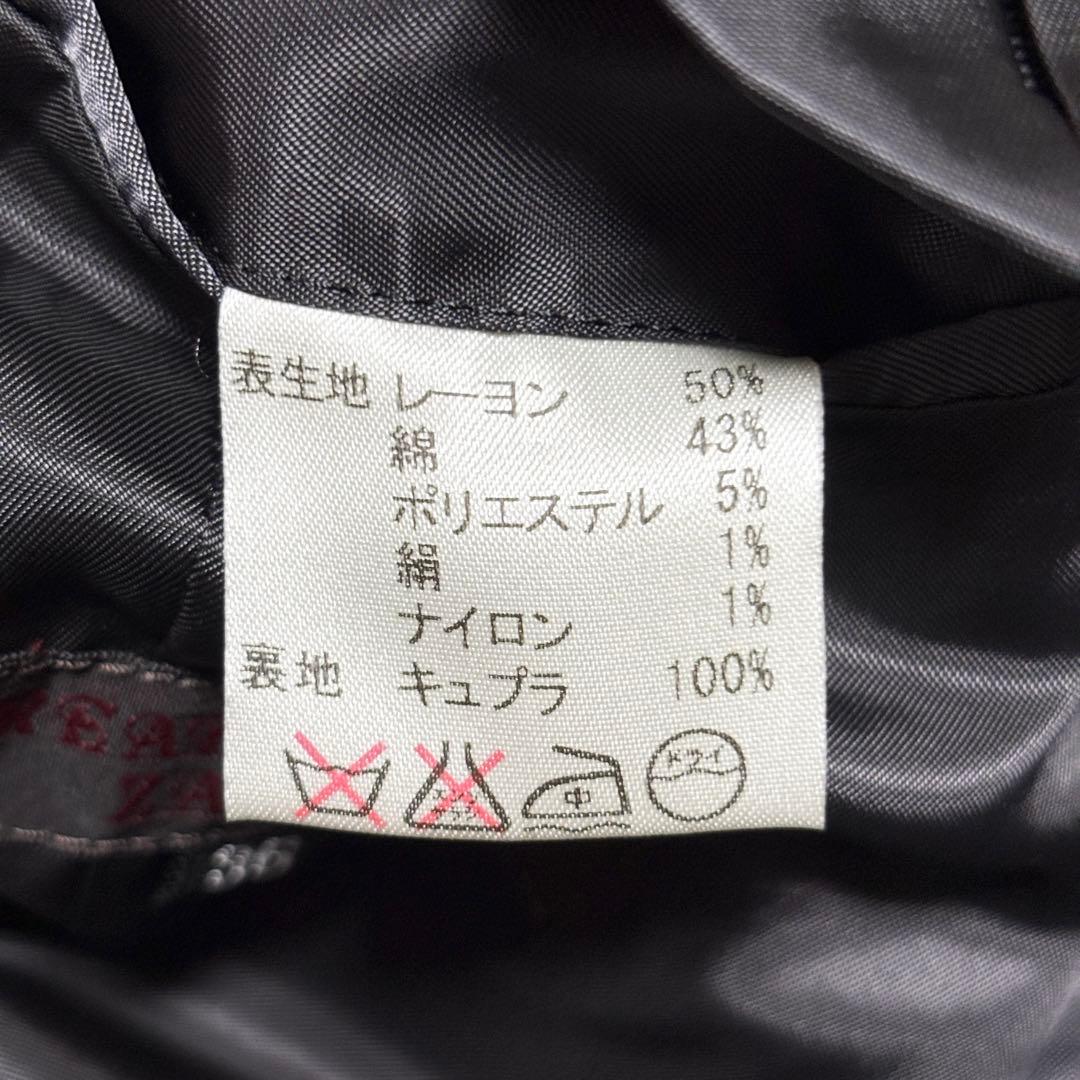 表生地 レーヨン 50%
綿 43%
ポリエステル 5%
絹 1%
ナイロン 1%
裏地 キュプラ 100%
中
ドライ